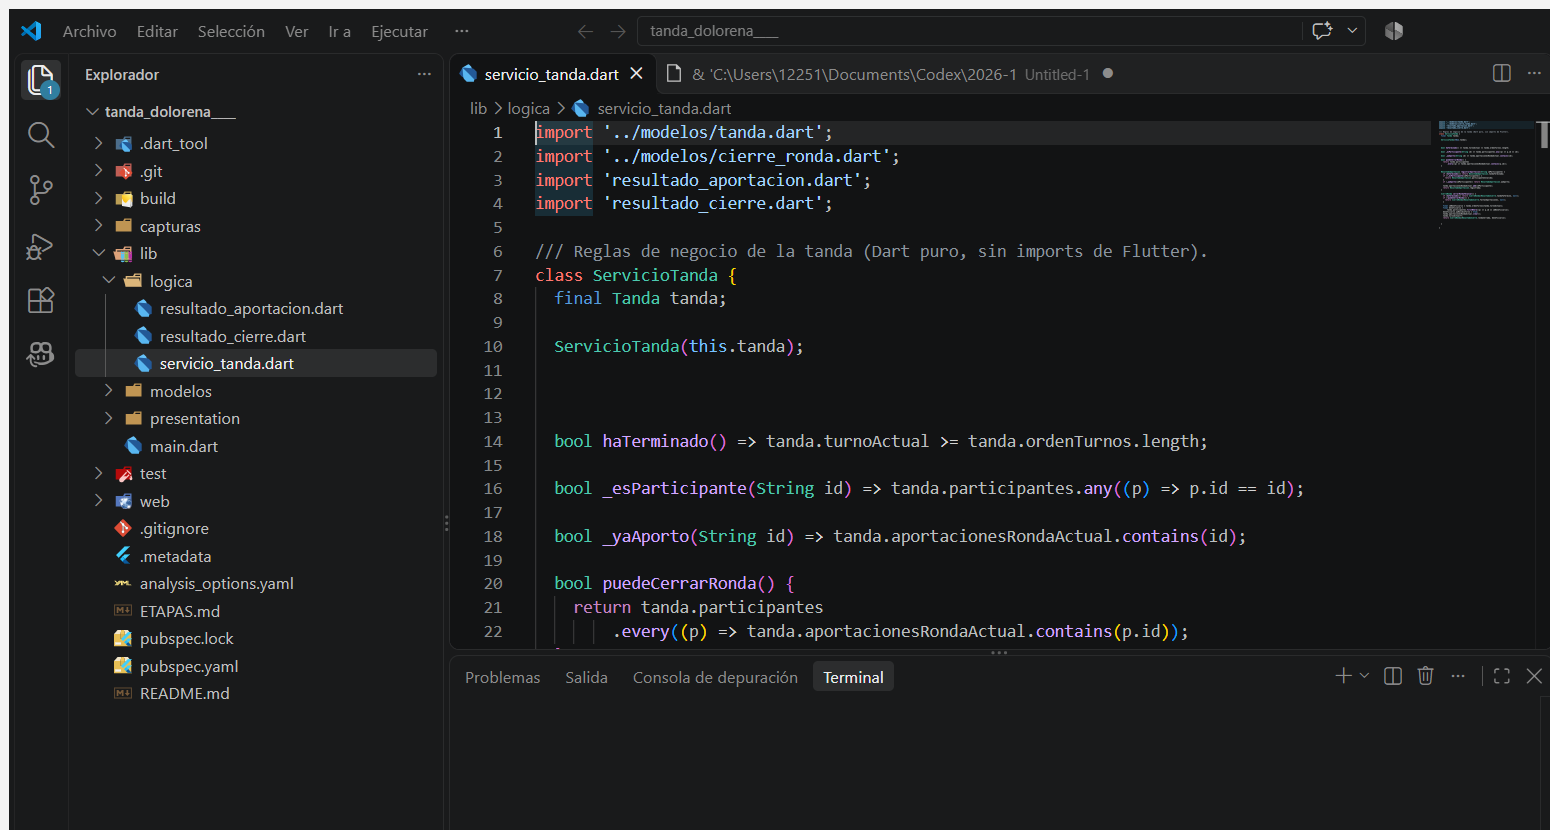 Archivo Editar Selección Ver Ir a Ejecutar ···
tanda_dolorena___
Explorador ···
tanda_dolorena___
.dart_tool
.git
build
capturas
lib
logica
resultado_aportacion.dart
resultado_cierre.dart
servicio_tanda.dart
modelos
presentation
main.dart
test
web
.gitignore
.metadata
analysis_options.yaml
ETAPAS.md
pubspec.lock
pubspec.yaml
README.md
1
servicio_tanda.dart
& 'C:\Users\12251\Documents\Codex\2026-1 Untitled-1
lib > logica > servicio_tanda.dart
1 import '../modelos/tanda.dart';
2 import '../modelos/cierre_ronda.dart';
3 import 'resultado_aportacion.dart';
4 import 'resultado_cierre.dart';
5
6 /// Reglas de negocio de la tanda (Dart puro, sin imports de Flutter).
7 class ServicioTanda {
8 final Tanda tanda;
9
10 ServicioTanda(this.tanda);
11
12
13
14 bool haTerminado() => tanda.turnoActual >= tanda.ordenTurnos.length;
15
16 bool _esParticipante(String id) => tanda.participantes.any((p) => p.id == id);
17
18 bool _yaAporto(String id) => tanda.aportacionesRondaActual.contains(id);
19
20 bool puedeCerrarRonda() {
21 return tanda.participantes
22 .every((p) => tanda.aportacionesRondaActual.contains(p.id));
Problemas Salida Consola de depuración Terminal